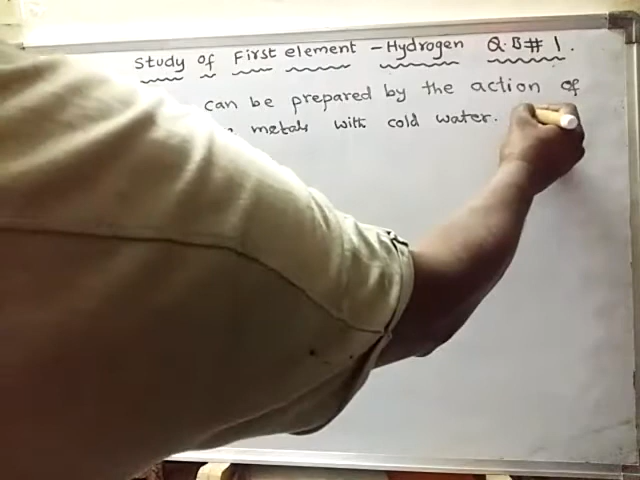 Study of First element - Hydrogen Q.B# 1.
can be prepared by the action of
metals with cold water.